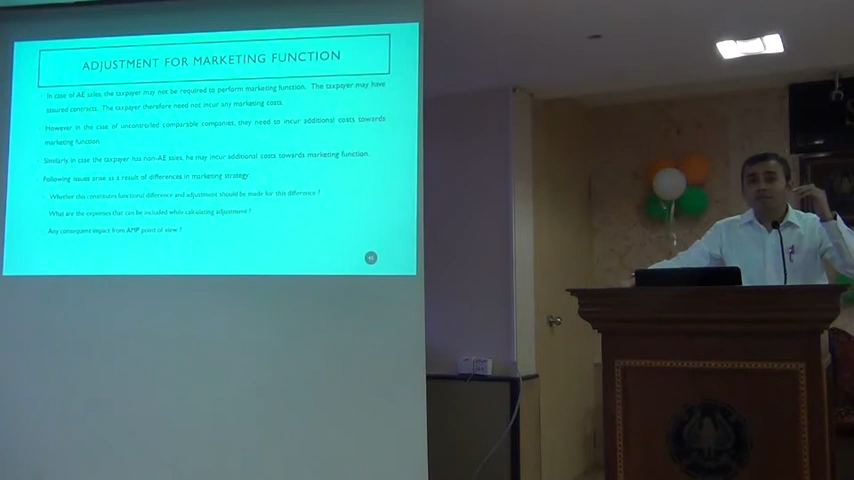 ADJUSTMENT FOR MARKETING FUNCTION
In case of AE sales, the taxpayer may not be required to perform marketing function. The taxpayer may have
assured contracts. The taxpayer therefore need not incur any marketing costs.
However in the case of uncontrolled comparable companies, they need to incur additional costs towards
marketing function.
Similarly in case the taxpayer has non-AE sales, he may incur additional costs towards marketing function.
Following issues arise as a result of differences in marketing strategy
Whether this constitutes functional difference and adjustment should be made for this difference ?
What are the expenses that can be included while calculating adjustment ?
Any consequent impact from AMP point of view ?